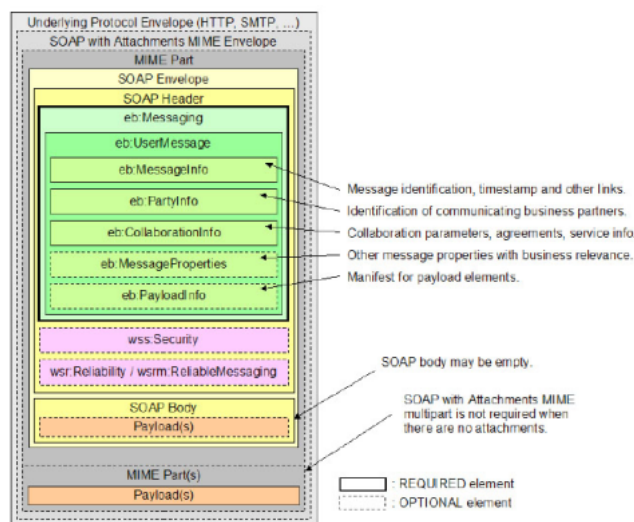 Underlying Protocol Envelope (HTTP, SMTP, ...)
SOAP with Attachments MIME Envelope
MIME Part
SOAP Envelope
SOAP Header
eb:Messaging
eb:UserMessage
eb:MessageInfo
eb:PartyInfo
eb:CollaborationInfo
eb:MessageProperties
eb:PayloadInfo
wss:Security
wsr:Reliability / wsrm:ReliableMessaging
SOAP Body
Payload(s)
MIME Part(s)
Payload(s)
Message identification, timestamp and other links.
Identification of communicating business partners.
Collaboration parameters, agreements, service info
Other message properties with business relevance.
Manifest for payload elements.
SOAP body may be empty.
SOAP with Attachments MIME
multipart is not required when
there are no attachments.
: REQUIRED element
: OPTIONAL element